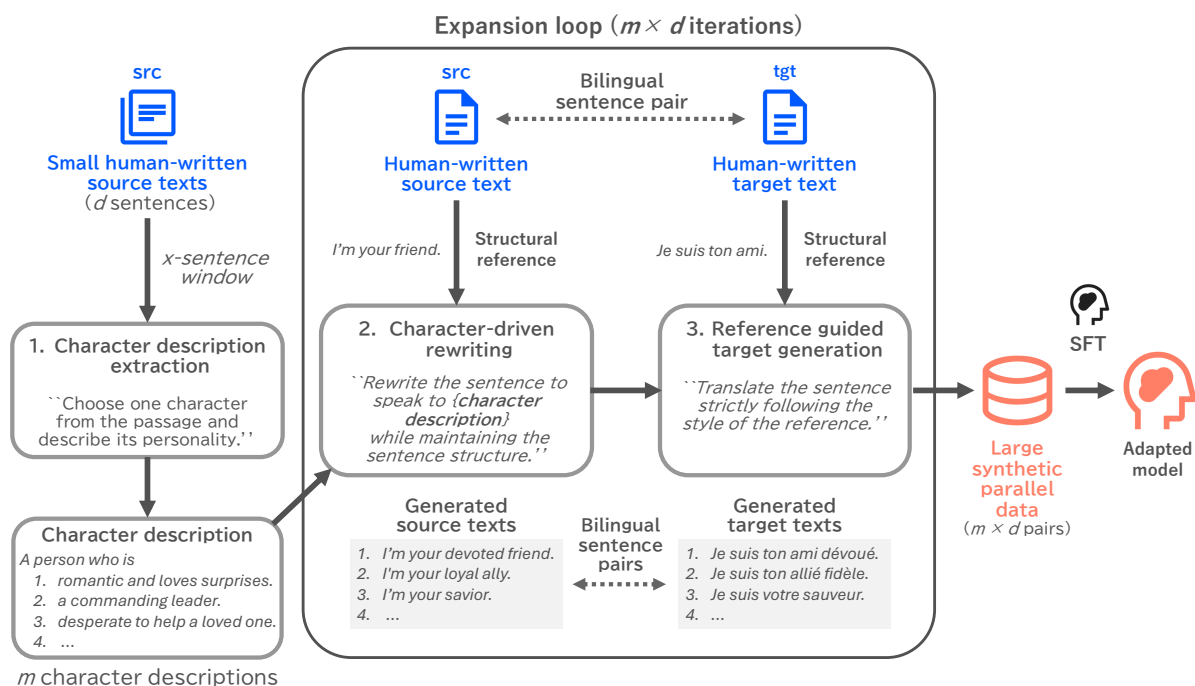 Expansion loop (m × d iterations)
src
Small human-written
source texts
(d sentences)
x-sentence
window
1. Character description
extraction
``Choose one character
from the passage and
describe its personality.''
Character description
A person who is
1. romantic and loves surprises.
2. a commanding leader.
3. desperate to help a loved one.
4. ...
m character descriptions
src
Human-written
source text
Bilingual
sentence pair
tgt
Human-written
target text
I'm your friend.
Structural
reference
Je suis ton ami.
Structural
reference
2. Character-driven
rewriting
``Rewrite the sentence to
speak to {character
description}
while maintaining the
sentence structure.''
3. Reference guided
target generation
``Translate the sentence
strictly following the
style of the reference.''
Generated
source texts
1. I'm your devoted friend.
2. I'm your loyal ally.
3. I'm your savior.
4. ...
Bilingual
sentence
pairs
Generated
target texts
1. Je suis ton ami dévoué.
2. Je suis ton allié fidèle.
3. Je suis votre sauveur.
4. ...
Large
synthetic
parallel
data
(m × d pairs)
SFT
Adapted
model